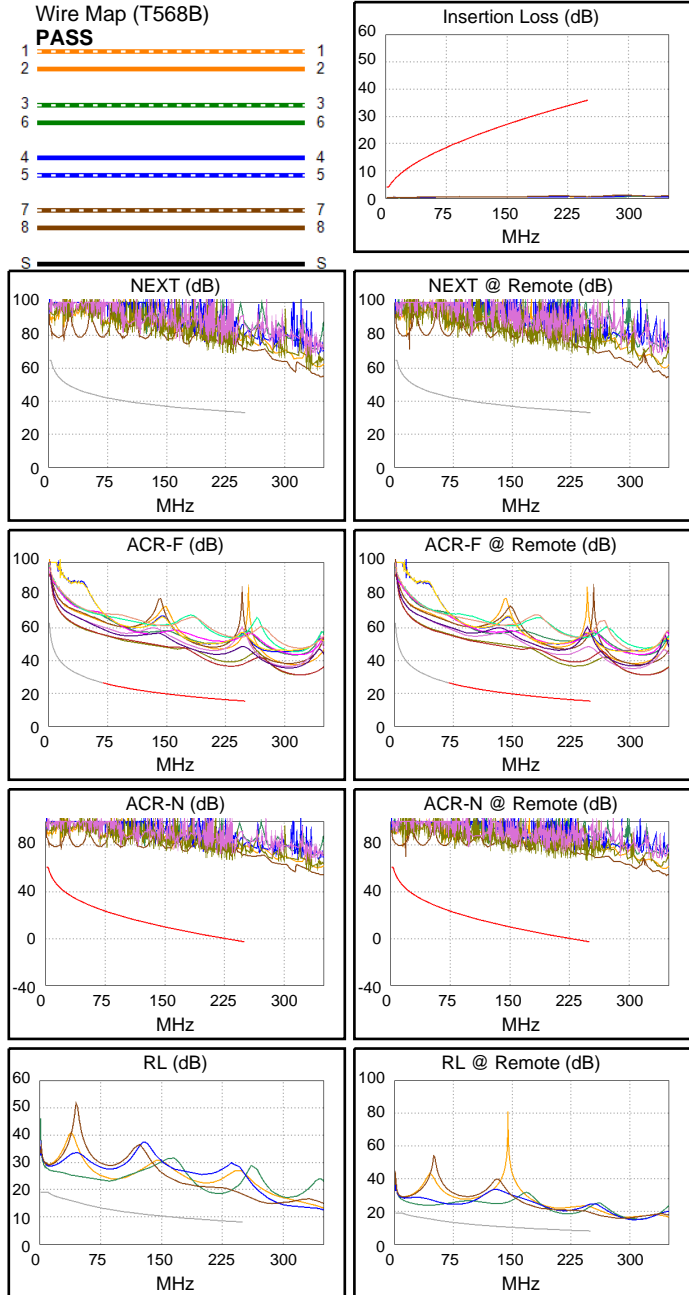 Wire Map (T568B)
PASS
1 1
2 2
3 3
6 6
4 4
5 5
7 7
8 8
S S
Insertion Loss (dB)
60
50
40
30
20
10
0
0 75 150 225 300
MHz
NEXT (dB)
100
80
60
40
20
0
0 75 150 225 300
MHz
NEXT @ Remote (dB)
100
80
60
40
20
0
0 75 150 225 300
MHz
ACR-F (dB)
100
80
60
40
20
0
0 75 150 225 300
MHz
ACR-F @ Remote (dB)
100
80
60
40
20
0
0 75 150 225 300
MHz
ACR-N (dB)
80
40
0
-40
0 75 150 225 300
MHz
ACR-N @ Remote (dB)
80
40
0
-40
0 75 150 225 300
MHz
RL (dB)
60
50
40
30
20
10
0
0 75 150 225 300
MHz
RL @ Remote (dB)
100
80
60
40
20
0
0 75 150 225 300
MHz